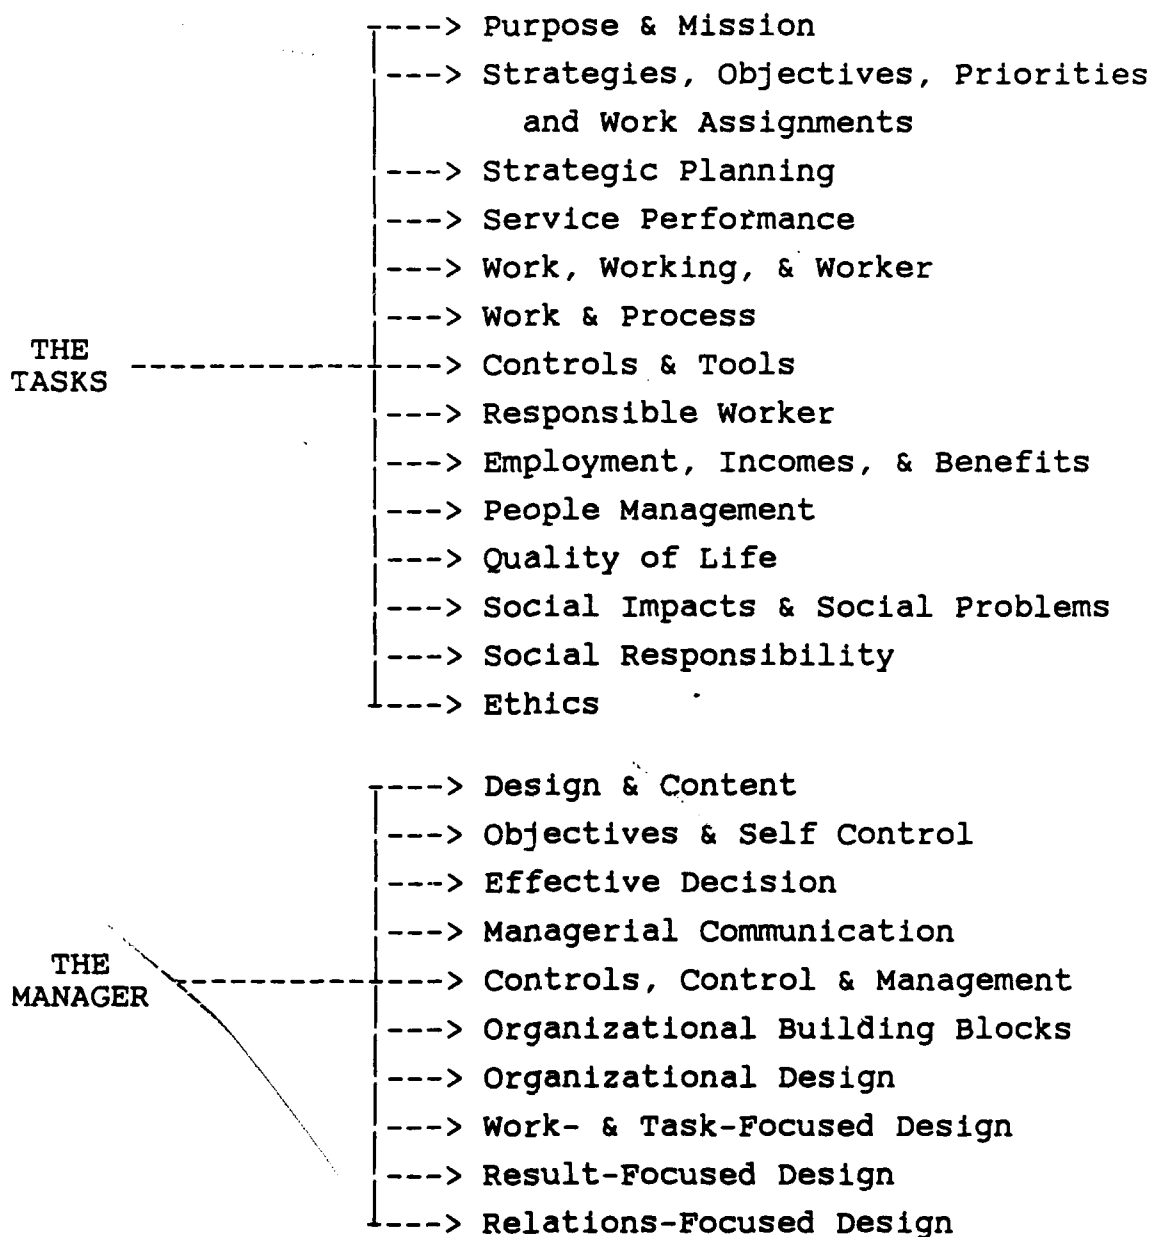 Purpose & Mission
Strategies, Objectives, Priorities
and Work Assignments
Strategic Planning
Service Performance
Work, Working, & Worker
Work & Process
THE
TASKS
Controls & Tools
Responsible Worker
Employment, Incomes, & Benefits
People Management
Quality of Life
Social Impacts & Social Problems
Social Responsibility
Ethics
Design & Content
Objectives & Self Control
Effective Decision
Managerial Communication
THE
MANAGER
Controls, Control & Management
Organizational Building Blocks
Organizational Design
Work- & Task-Focused Design
Result-Focused Design
Relations-Focused Design